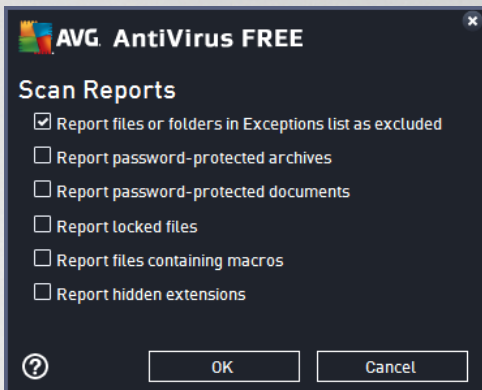 AVG. AntiVirus FREE
Scan Reports
Report files or folders in Exceptions list as excluded
Report password-protected archives
Report password-protected documents
Report locked files
Report files containing macros
Report hidden extensions
? OK Cancel